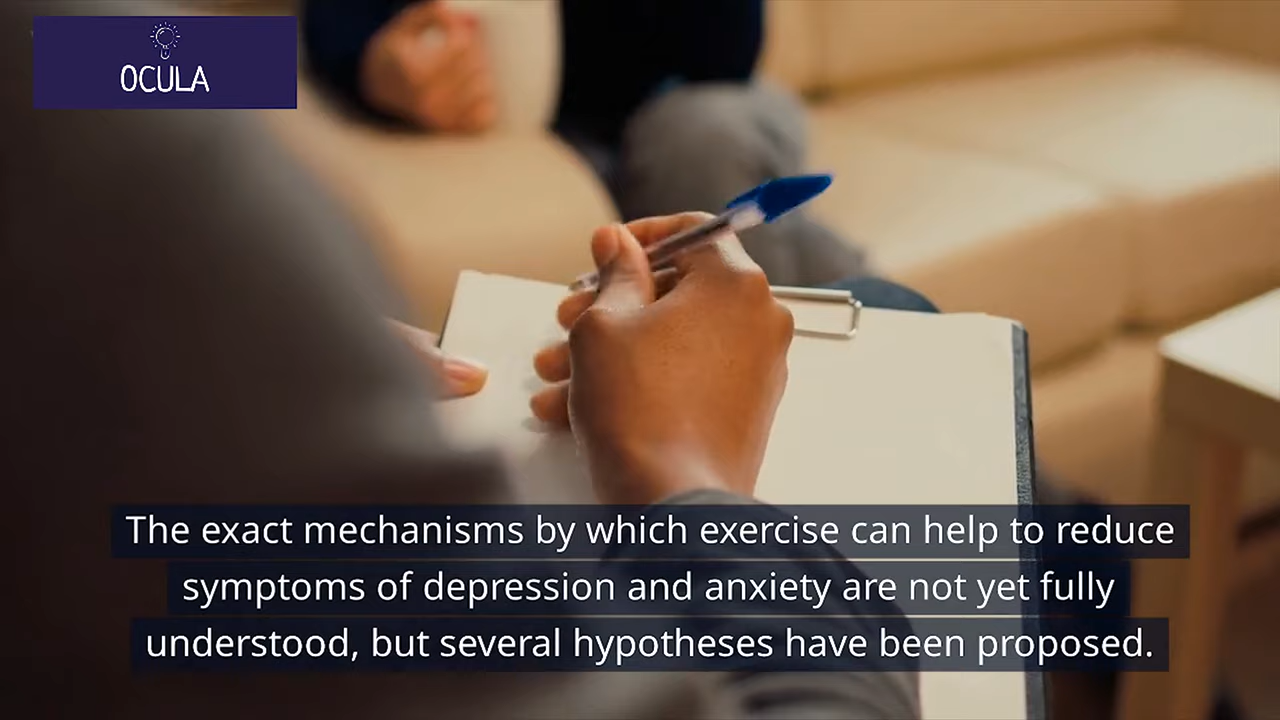 OCULA
The exact mechanisms by which exercise can help to reduce
symptoms of depression and anxiety are not yet fully
understood, but several hypotheses have been proposed.